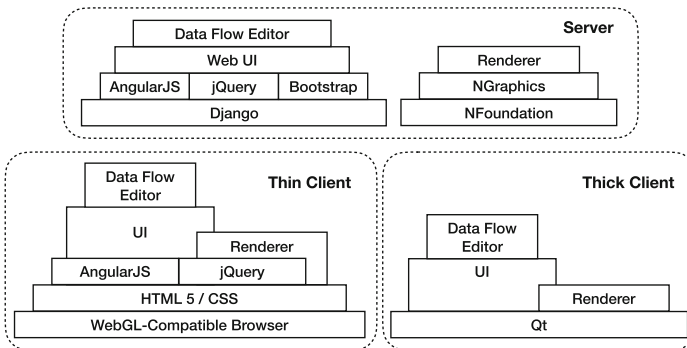 Server
Data Flow Editor
Web UI
AngularJS jQuery Bootstrap
Django
Renderer
NGraphics
NFoundation
Thin Client
Data Flow
Editor
UI
Renderer
AngularJS jQuery
HTML 5 / CSS
WebGL-Compatible Browser
Thick Client
Data Flow
Editor
UI
Renderer
Qt